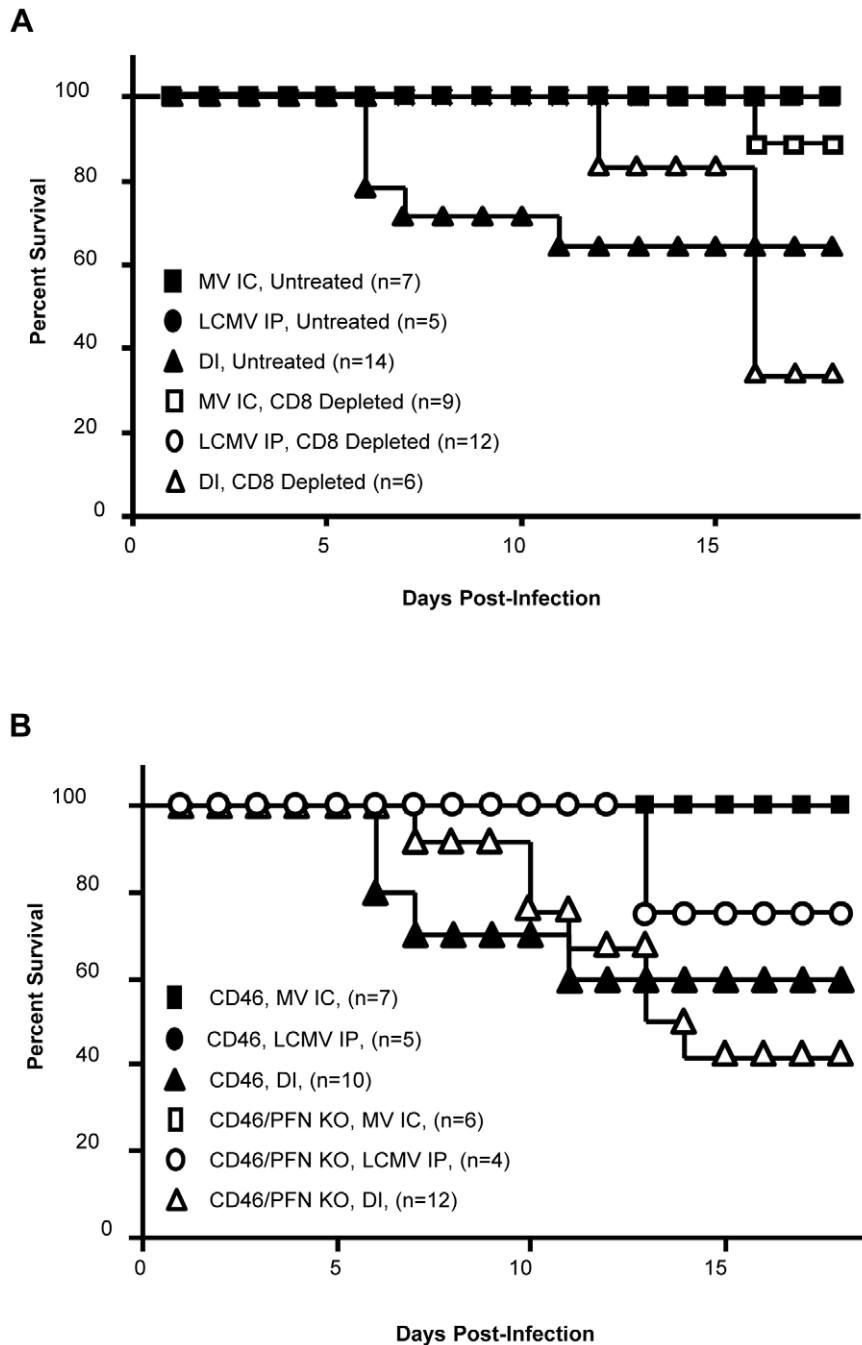 A
100
80
60
40
20
0
Percent Survival
MV IC, Untreated (n=7)
LCMV IP, Untreated (n=5)
DI, Untreated (n=14)
MV IC, CD8 Depleted (n=9)
LCMV IP, CD8 Depleted (n=12)
DI, CD8 Depleted (n=6)
0 5 10 15
Days Post-Infection
B
100
80
60
40
20
0
Percent Survival
CD46, MV IC, (n=7)
CD46, LCMV IP, (n=5)
CD46, DI, (n=10)
CD46/PFN KO, MV IC, (n=6)
CD46/PFN KO, LCMV IP, (n=4)
CD46/PFN KO, DI, (n=12)
0 5 10 15
Days Post-Infection